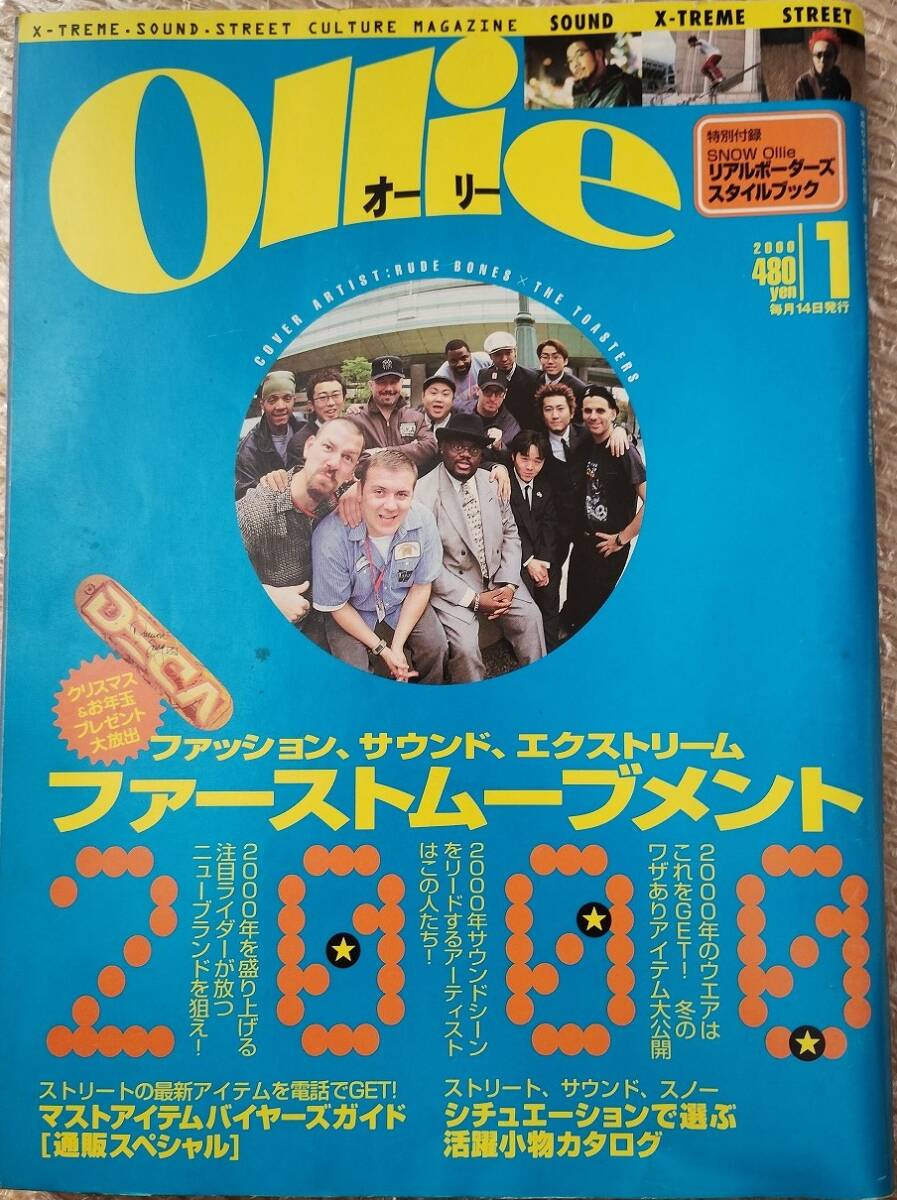 X-TREME.SOUND.STREET CULTURE MAGAZINE
SOUND
X-TREME
STREET
Ollie
オーリー
特別付録
SNOW Ollie
リアルボーダーズ
スタイルブック
2000
480
yen
1
毎月14日発行
COVER ARTIST:RUDE BONES × THE TOASTERS
クリスマス
&お年玉
プレゼント
大放出
ファッション、サウンド、エクストリーム
ファーストムーブメント
2000
2000年のウエアは
これをGET! 冬の
ワザありアイテム大公開
2000年サウンドシーン
をリードするアーティスト
はこの人たち!
2000年を盛り上げる
注目ライダーが放つ
ニューブランドを狙え!
ストリートの最新アイテムを電話でGET!
マストアイテムバイヤーズガイド
[通販スペシャル]
ストリート、サウンド、スノー
シチュエーションで選ぶ
活躍小物カタログ